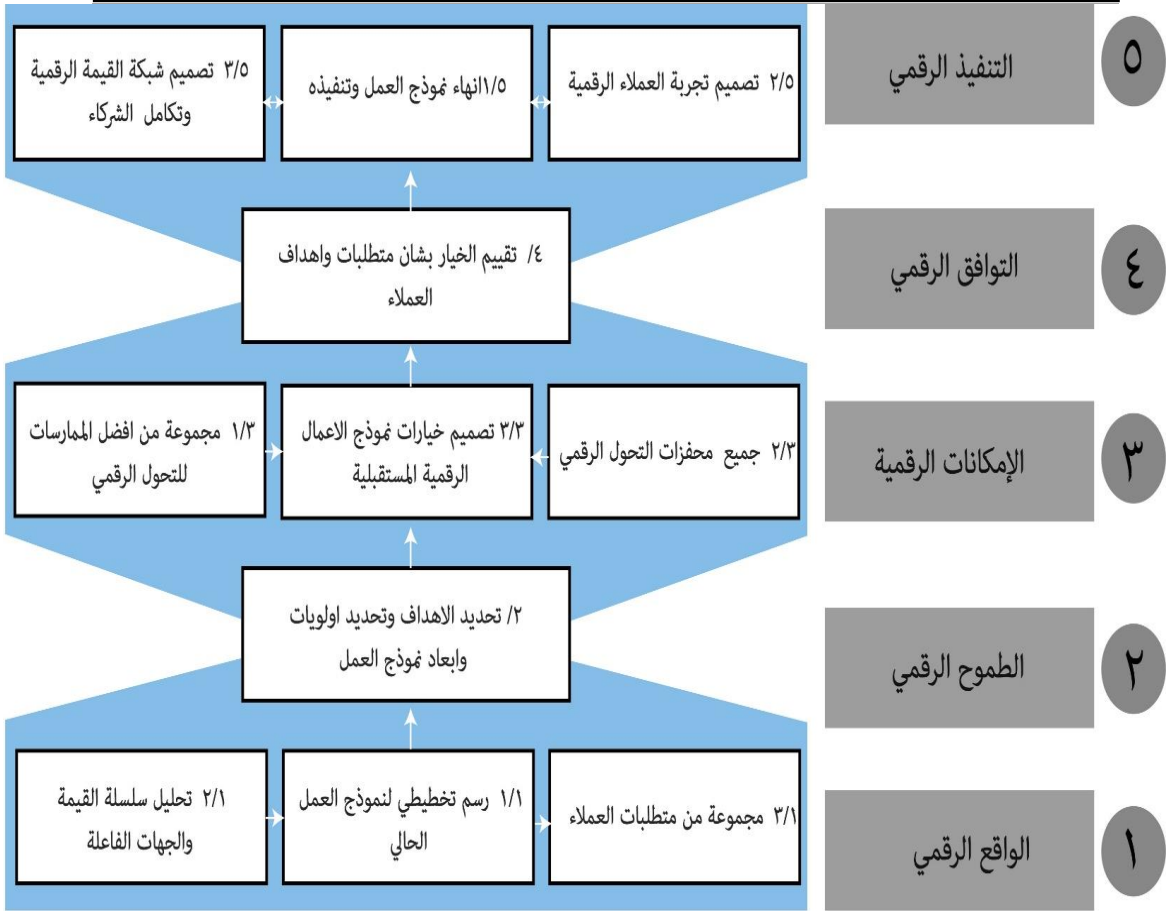 ٥
التنفيذ الرقمي
٢/٥ تصميم تجربة العملاء الرقمية
١/٥انهاء نموذج العمل وتنفيذه
٣/٥ تصميم شبكة القيمة الرقمية
وتكامل الشركاء
٤
التوافق الرقمي
٤/ تقييم الخيار بشان متطلبات واهداف
العملاء
٣
الإمكانات الرقمية
٢/٣ جميع محفزات التحول الرقمي
٣/٣ تصميم خيارات نموذج الاعمال
الرقمية المستقبلية
١/٣ مجموعة من افضل الممارسات
للتحول الرقمي
٢
الطموح الرقمي
٢/ تحديد الاهداف وتحديد اولويات
وابعاد نموذج العمل
١
الواقع الرقمي
٣/١ مجموعة من متطلبات العملاء
١/١ رسم تخطيطي لنموذج العمل
الحالي
٢/١ تحليل سلسلة القيمة
والجهات الفاعلة